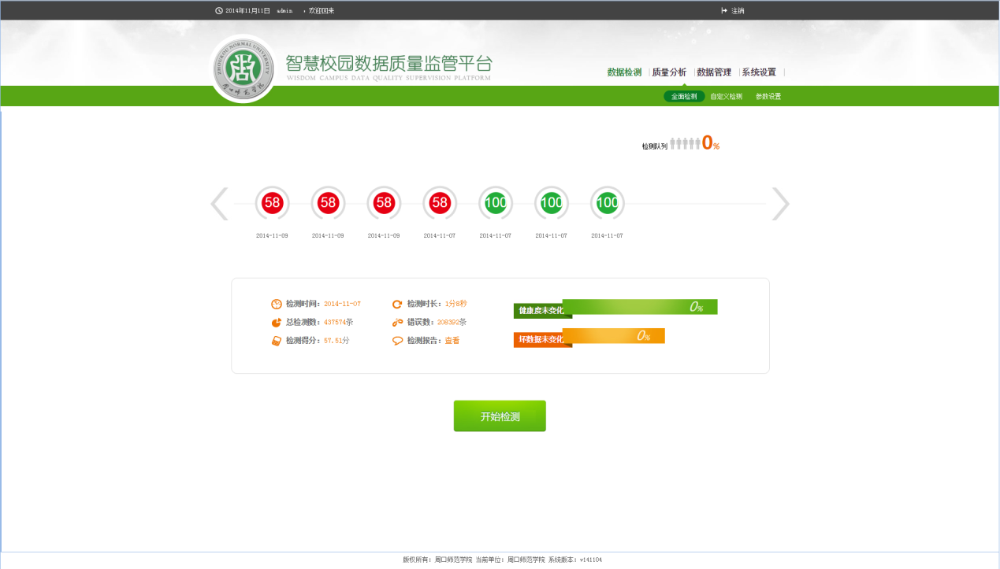 2014年11月11日 admin ，欢迎回来 注销
ZHOUKOU NORMAL UNIVERSITY
周口师范学院
智慧校园数据质量监管平台
WISDOM CAMPUS DATA QUALITY SUPERVISION PLATFORM
数据检测 质量分析 数据管理 系统设置
全面检测 自定义检测 参数设置
检测队列 0%
58 58 58 58 100 100 100
2014-11-09 2014-11-09 2014-11-09 2014-11-07 2014-11-07 2014-11-07 2014-11-07
检测时间：2014-11-07 检测时长：1分8秒 健康度未变化 0%
总检测数：437574条 错误数：208392条
检测得分：57.51分 检测报告：查看 坏数据未变化 0%
开始检测
版权所有：周口师范学院 当前单位：周口师范学院 系统版本：v141104